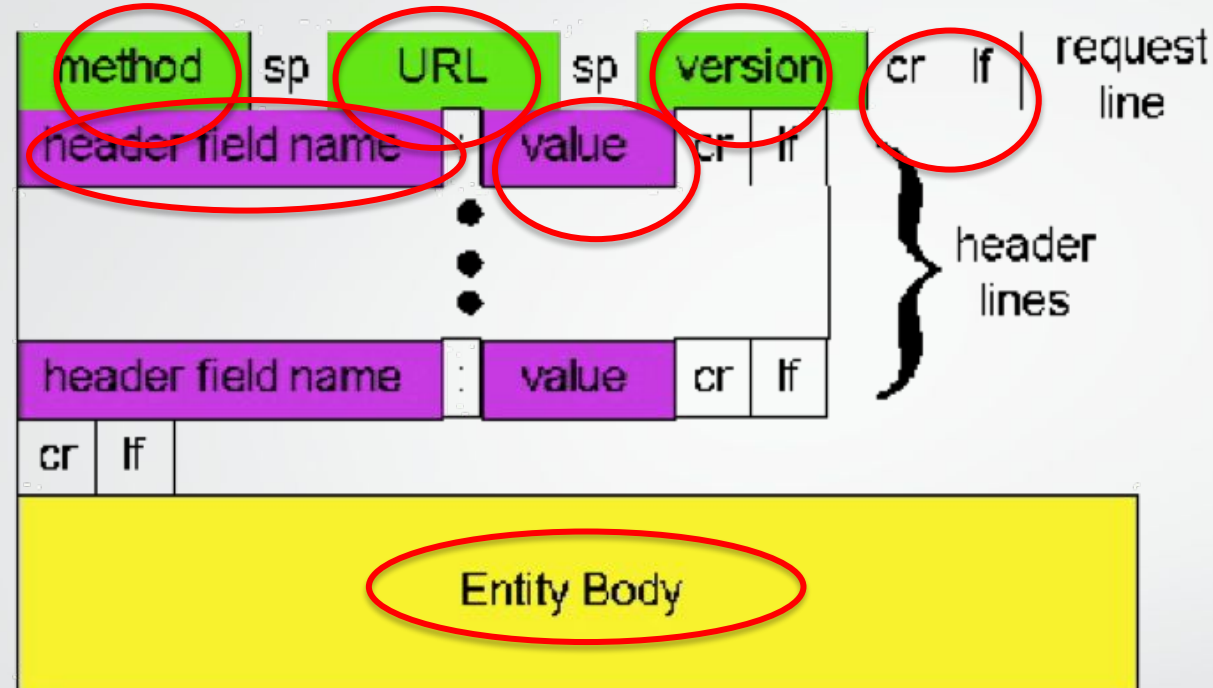 method sp URL sp version cr lf request line
header field name : value cr lf
header lines
header field name : value cr lf
cr lf
Entity Body